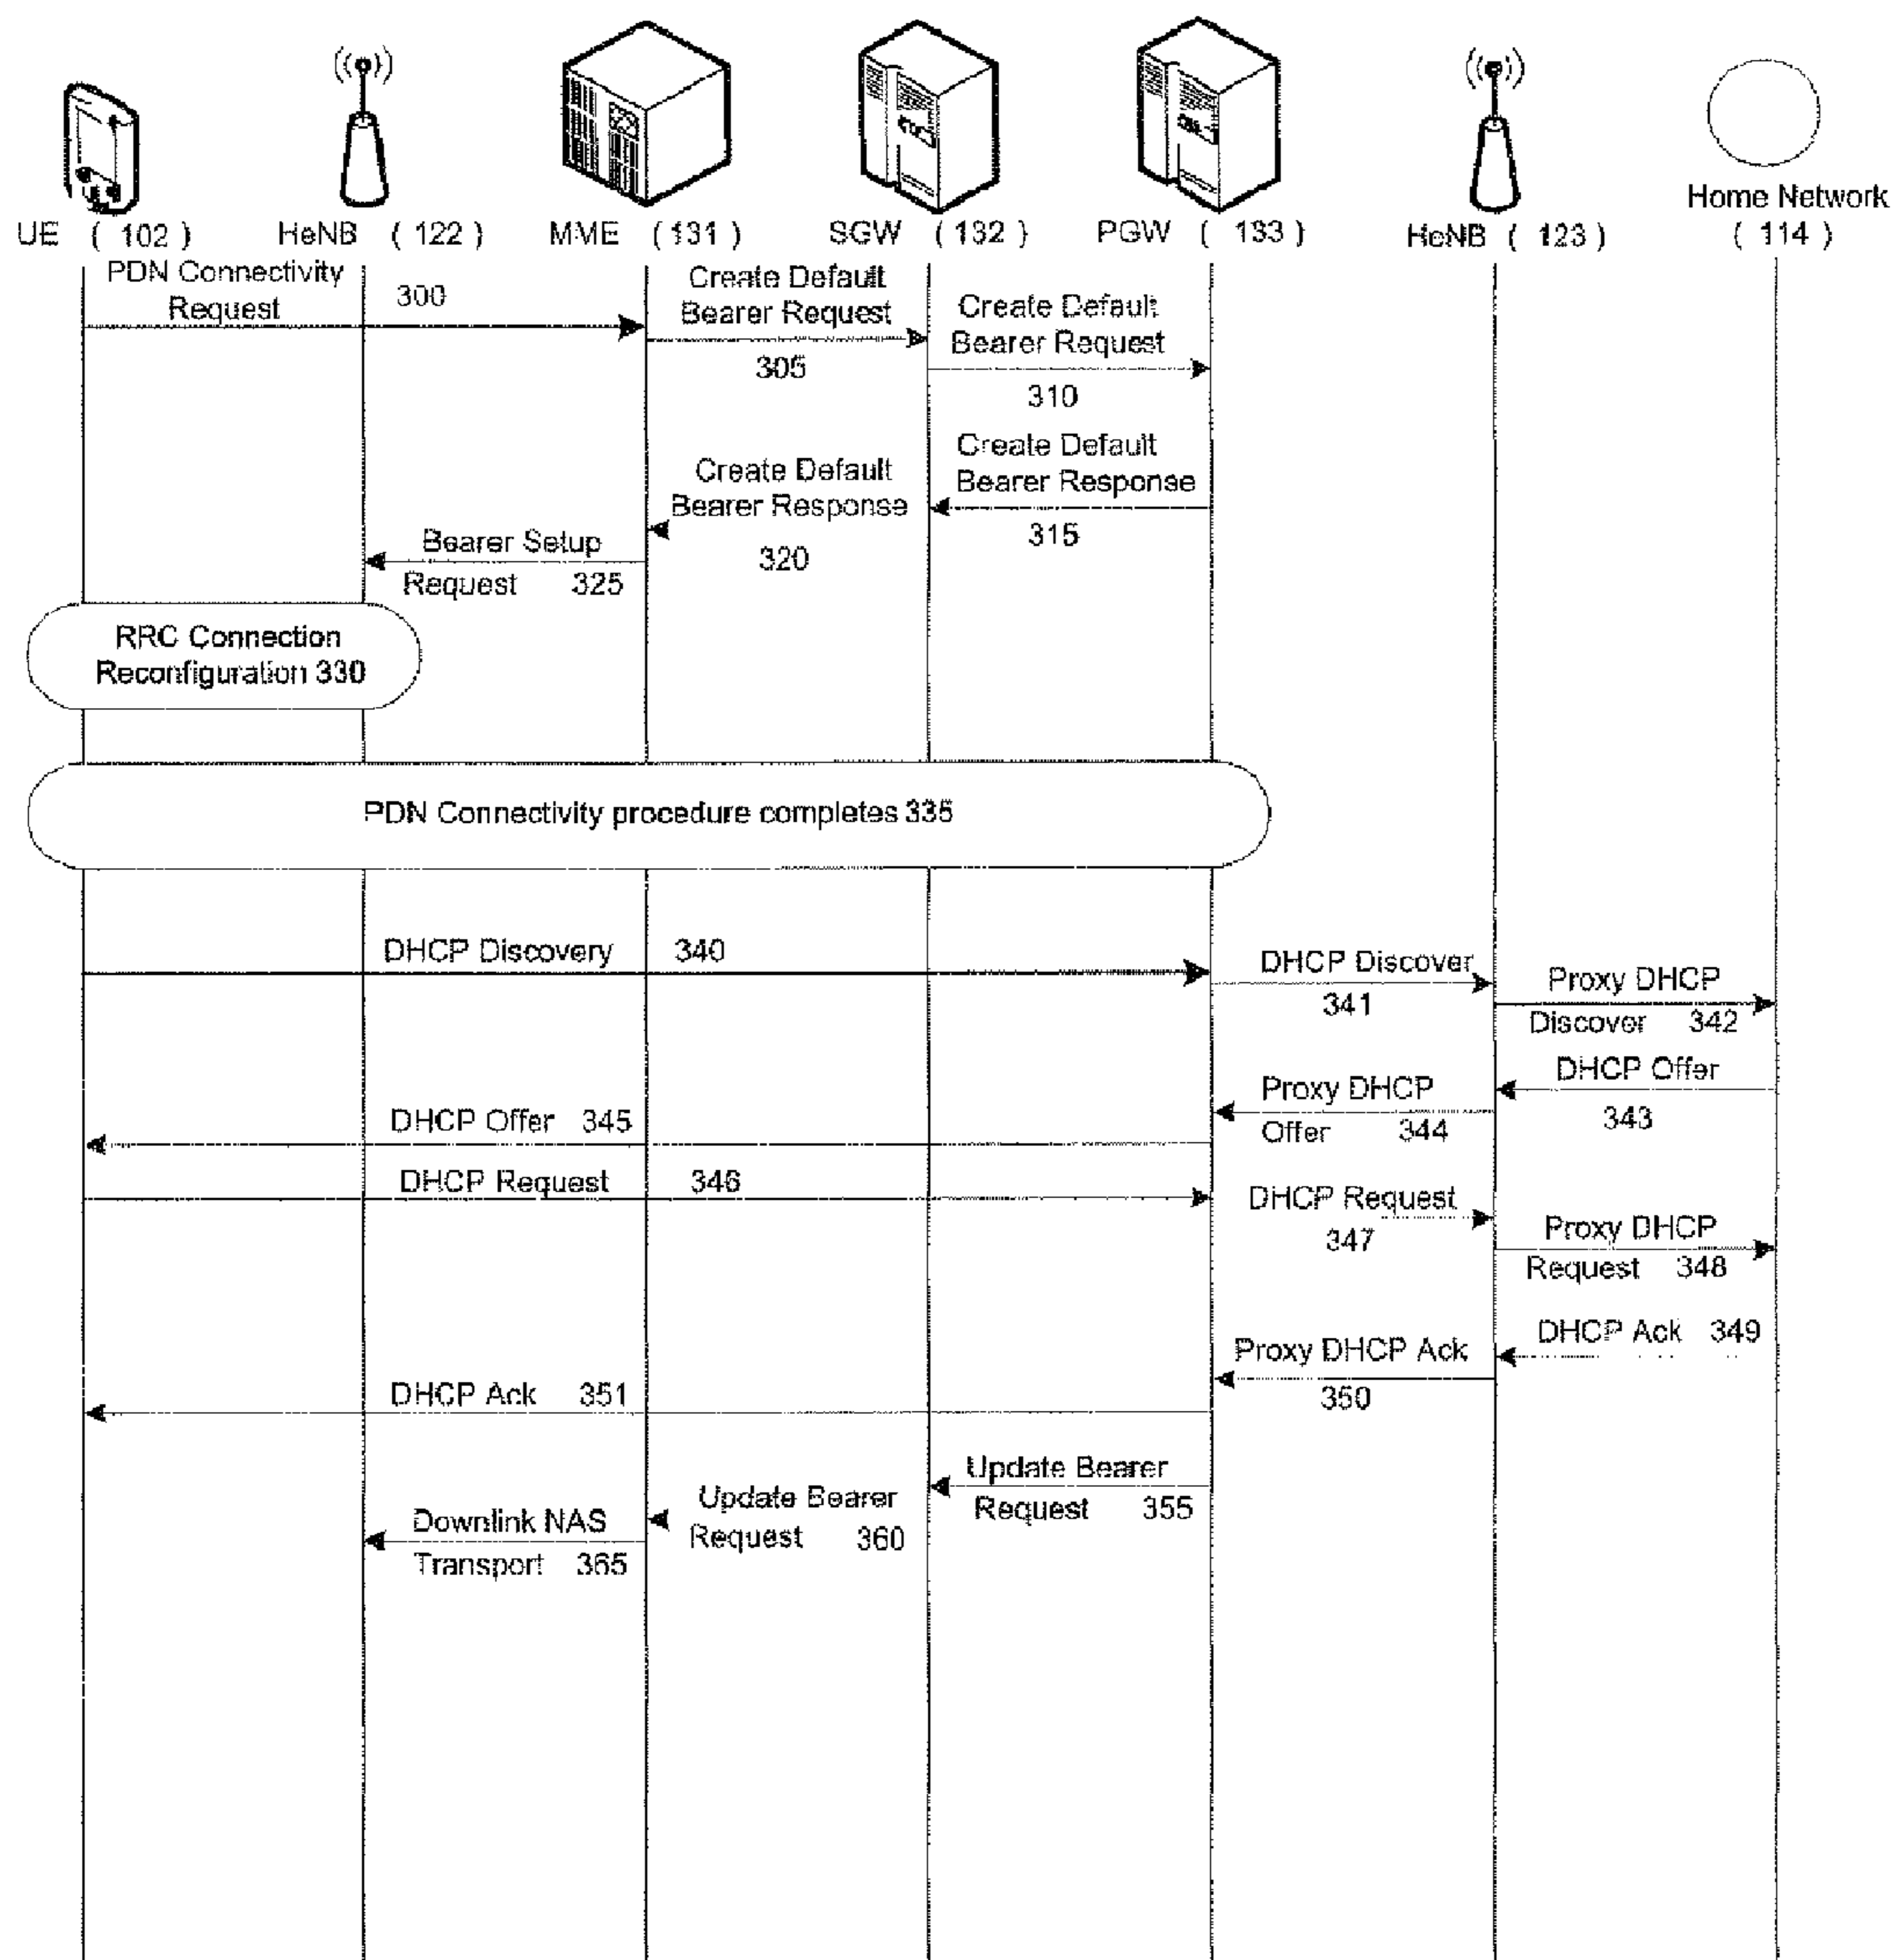 Home Network
UE ( 102 )
HeNB ( 122 )
MME ( 131 )
SGW ( 132 )
PGW ( 133 )
HeNB ( 123 )
( 114 )
PDN Connectivity
Request
300
Create Default
Bearer Request
305
Create Default
Bearer Request
310
Create Default
Bearer Response
315
Create Default
Bearer Response
320
Bearer Setup
Request 325
RRC Connection
Reconfiguration 330
PDN Connectivity procedure completes 335
DHCP Discovery 340
DHCP Discover
341
Proxy DHCP
Discover 342
DHCP Offer
343
Proxy DHCP
Offer 344
DHCP Offer 345
DHCP Request 346
DHCP Request
347
Proxy DHCP
Request 348
DHCP Ack 349
Proxy DHCP Ack
350
DHCP Ack 351
Update Bearer
Request 355
Update Bearer
Request 360
Downlink NAS
Transport 365